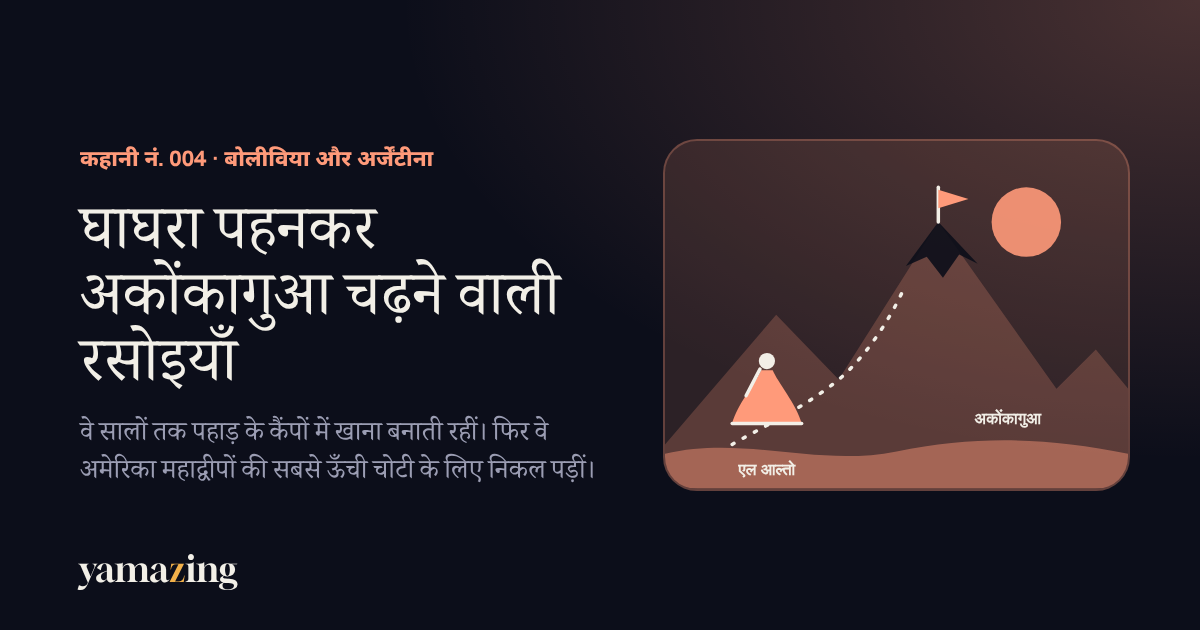 कहानी नं. 004 · बोलीविया और अर्जेंटीना
घाघरा पहनकर
अकोंकागुआ चढ़ने वाली
रसोइयाँ
वे सालों तक पहाड़ के कैंपों में खाना बनाती रहीं। फिर वे
अमेरिका महाद्वीपों की सबसे ऊँची चोटी के लिए निकल पड़ीं।
अकोंकागुआ
एल आल्तो
yamazing